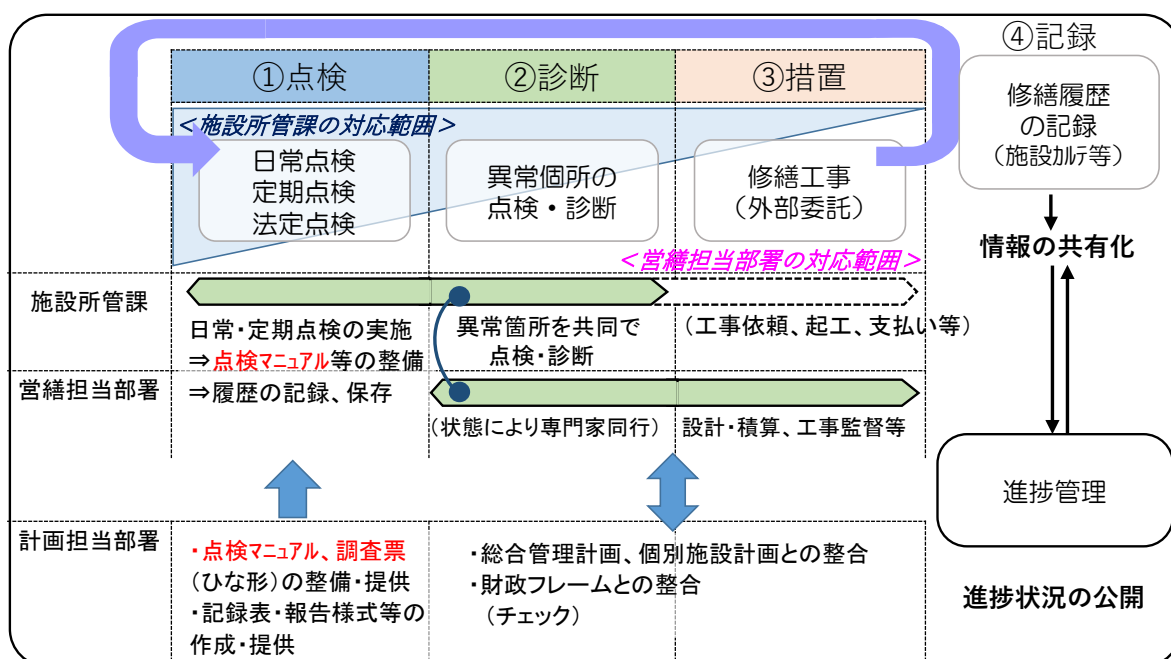 ④記録
①点検
②診断
③措置
修繕履歴
の記録
（施設ｶﾙﾃ等）
＜施設所管課の対応範囲＞
日常点検
定期点検
法定点検
異常個所の
点検・診断
修繕工事
（外部委託）
情報の共有化
＜営繕担当部署の対応範囲＞
施設所管課
日常・定期点検の実施
⇒点検ﾏﾆｭｱﾙ等の整備
⇒履歴の記録、保存
異常箇所を共同で
点検・診断
（工事依頼、起工、支払い等）
営繕担当部署
（状態により専門家同行）
設計・積算、工事監督等
進捗管理
計画担当部署
・点検ﾏﾆｭｱﾙ、調査票
（ひな形）の整備・提供
・記録表・報告様式等の
作成・提供
・総合管理計画、個別施設計画との整合
・財政フレームとの整合
（チェック）
進捗状況の公開